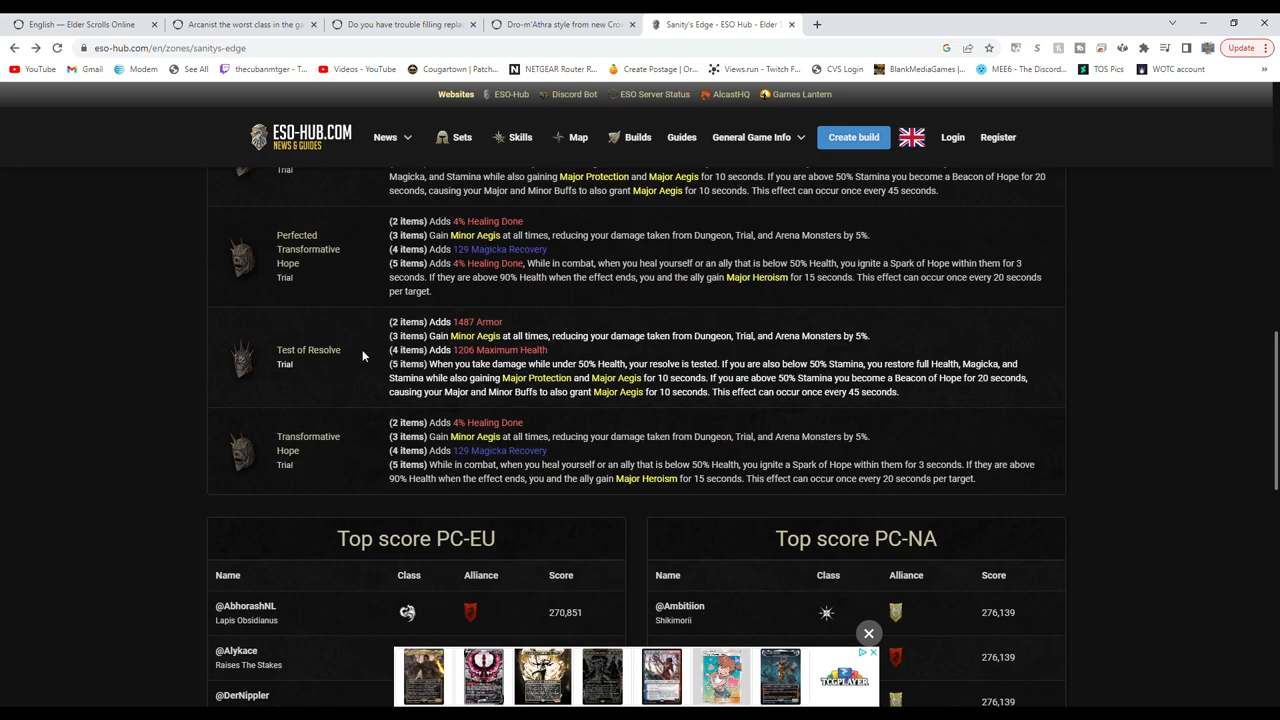 English — Elder Scrolls Online
Arcanist the worst class in the ga
Do you have trouble filling repla
Dro-m'Athra style from new Cro
Sanity's Edge - ESO Hub - Elder S
eso-hub.com/en/zones/sanitys-edge
Update
YouTube
Gmail
Modem
See All
thecubanmtger - T...
Videos - YouTube
Cougartown | Patch...
NETGEAR Router R...
Create Postage | Or...
Views.run - Twitch F...
CVS Login
BlankMediaGames |...
MEE6 - The Discord...
TOS Pics
WOTC account
»
Websites
ESO-Hub
Discord Bot
ESO Server Status
AlcastHQ
Games Lantern
ESO-HUB.COM
NEWS & GUIDES
News
Sets
Skills
Map
Builds
Guides
General Game Info
Create build
Login
Register
Trial
Magicka, and Stamina while also gaining Major Protection and Major Aegis for 10 seconds. If you are above 50% Stamina you become a Beacon of Hope for 20
seconds, causing your Major and Minor Buffs to also grant Major Aegis for 10 seconds. This effect can occur once every 45 seconds.
Perfected
Transformative
Hope
Trial
(2 items) Adds 4% Healing Done
(3 items) Gain Minor Aegis at all times, reducing your damage taken from Dungeon, Trial, and Arena Monsters by 5%.
(4 items) Adds 129 Magicka Recovery
(5 items) Adds 4% Healing Done, While in combat, when you heal yourself or an ally that is below 50% Health, you ignite a Spark of Hope within them for 3
seconds. If they are above 90% Health when the effect ends, you and the ally gain Major Heroism for 15 seconds. This effect can occur once every 20 seconds
per target.
Test of Resolve
Trial
(2 items) Adds 1487 Armor
(3 items) Gain Minor Aegis at all times, reducing your damage taken from Dungeon, Trial, and Arena Monsters by 5%.
(4 items) Adds 1206 Maximum Health
(5 items) When you take damage while under 50% Health, your resolve is tested. If you are also below 50% Stamina, you restore full Health, Magicka, and
Stamina while also gaining Major Protection and Major Aegis for 10 seconds. If you are above 50% Stamina you become a Beacon of Hope for 20 seconds,
causing your Major and Minor Buffs to also grant Major Aegis for 10 seconds. This effect can occur once every 45 seconds.
Transformative
Hope
Trial
(2 items) Adds 4% Healing Done
(3 items) Gain Minor Aegis at all times, reducing your damage taken from Dungeon, Trial, and Arena Monsters by 5%.
(4 items) Adds 129 Magicka Recovery
(5 items) While in combat, when you heal yourself or an ally that is below 50% Health, you ignite a Spark of Hope within them for 3 seconds. If they are above
90% Health when the effect ends, you and the ally gain Major Heroism for 15 seconds. This effect can occur once every 20 seconds per target.
Top score PC-EU
Name Class Alliance Score
@AbhorashNL
Lapis Obsidianus
270,851
@Alykace
Raises The Stakes
@DerNippler
Top score PC-NA
Name Class Alliance Score
@Ambitiion
Shikimorii
276,139
276,139
276,139
TCGPLAYER